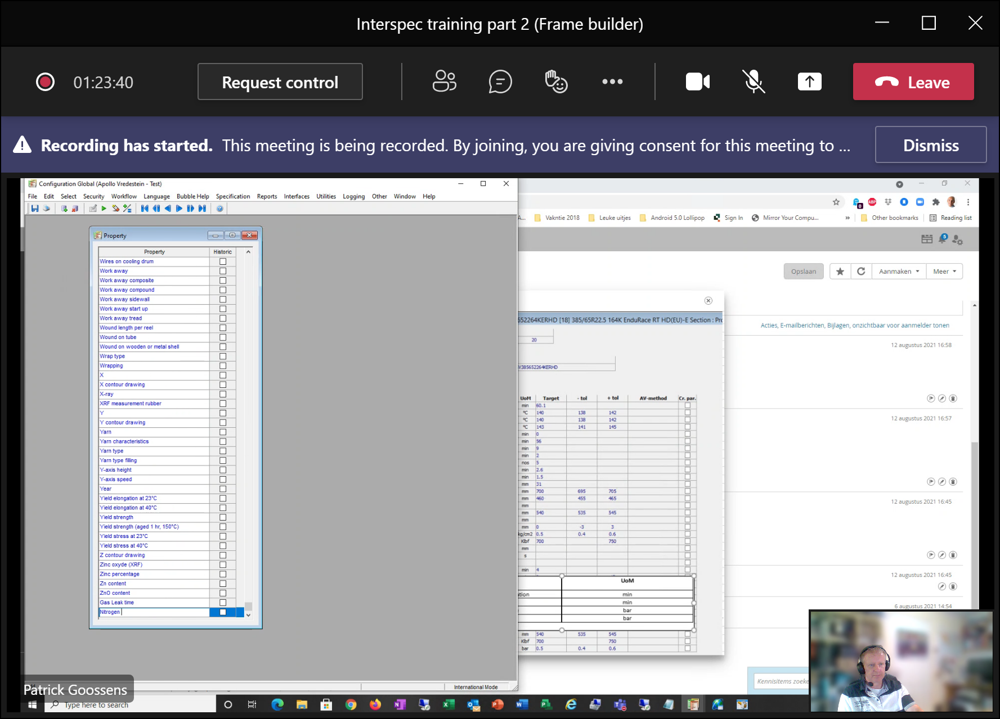 Interspec training part 2 (Frame builder)
01:23:40
Request control
Leave
Recording has started. This meeting is being recorded. By joining, you are giving consent for this meeting to ...
Dismiss
Configuration Global (Apollo Vredestein - Test)
File Edit Select Security Workflow Language Bubble Help Specification Reports Interfaces Utilities Logging Other Window Help
Property
Property Historic
Wires on cooling drum
Work away
Work away composite
Work away compound
Work away sidewall
Work away start up
Work away tread
Wound length per reel
Wound on tube
Wound on wooden or metal shell
Wrap type
Wrapping
X
X contour drawing
X-ray
XRF measurement rubber
Y
Y contour drawing
Yarn
Yarn characteristics
Yarn type
Yarn type filling
Y-axis height
Y-axis speed
Year
Yield elongation at 23°C
Yield elongation at 40°C
Yield strength
Yield strength (aged 1 hr, 150°C)
Yield stress at 23°C
Yield stress at 40°C
Z contour drawing
Zinc oxyde (XRF)
Zinc percentage
Zn content
ZnO content
Gas Leak time
Nitrogen
International Mode
0
ABP
A... Vakntie 2018 Leuke uitjes Android 5.0 Lollipop Sign In Mirror Your Compu... » Other bookmarks Reading list
5
Opslaan Aanmaken Meer
652264KERHD [18] 385/65R22.5 164K EnduRace RT HD(EU)-E Section : Pro
20
V385652264KERHD
UoM Target - tol + tol AV-method Cr. par.
min 60.1
°C 140 138 142
°C 140 138 142
°C 143 141 145
min 0
min 56
min 9
min 2
nos 5
min 2.6
min 1.5
mm 31
mm 700 695 705
mm 460 455 465
mm
mm 540 535 545
mm
mm 0 -3 3
kg/cm2 0.5 0.4 0.6
Klbf 700 750
mm
s
min 4
UoM
ation min
min
bar
bar
mm 540 535 545
Klbf 700 750
bar 0.5 0.4 0.6
Acties, E-mailberichten, Bijlagen, onzichtbaar voor aanmelder tonen
12 augustus 2021 16:58
12 augustus 2021 16:57
12 augustus 2021 16:45
12 augustus 2021 16:45
6 augustus 2021 14:54
Kennisitems zoeke
Patrick Goossens
Type here to search